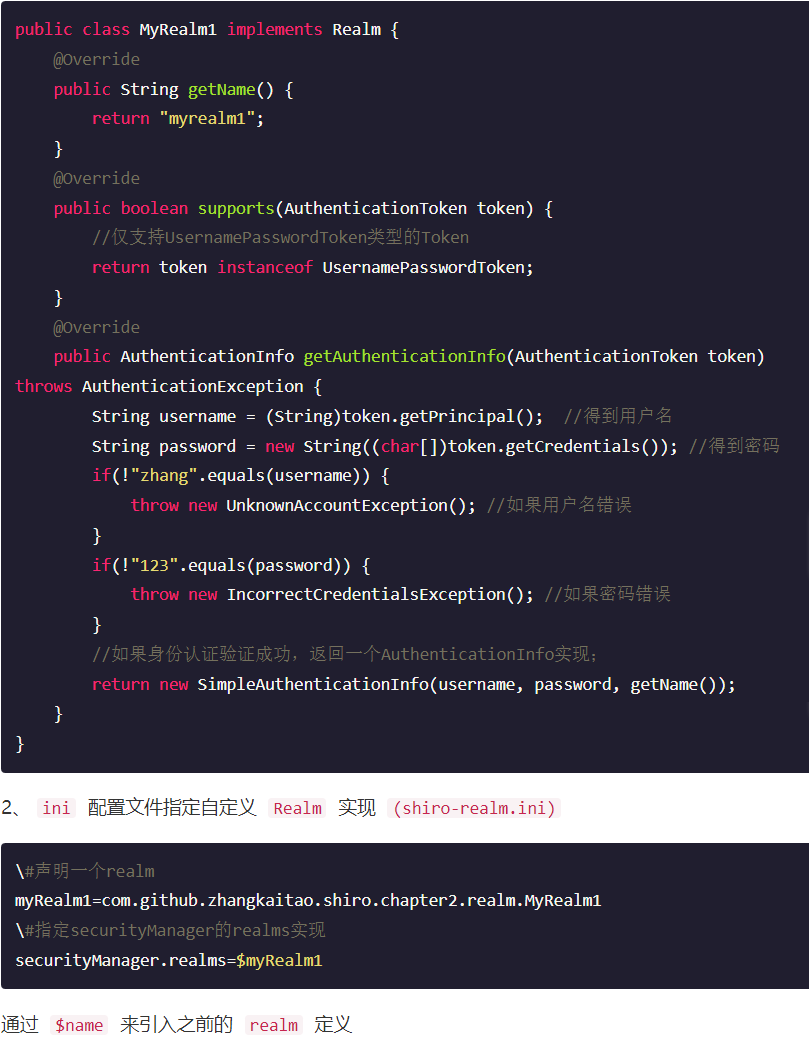 public class MyRealm1 implements Realm {
    @Override
    public String getName() {
        return "myrealm1";
    }
    @Override
    public boolean supports(AuthenticationToken token) {
        //仅支持UsernamePasswordToken类型的Token
        return token instanceof UsernamePasswordToken;
    }
    @Override
    public AuthenticationInfo getAuthenticationInfo(AuthenticationToken token)
throws AuthenticationException {
        String username = (String)token.getPrincipal();  //得到用户名
        String password = new String((char[])token.getCredentials()); //得到密码
        if(!"zhang".equals(username)) {
            throw new UnknownAccountException(); //如果用户名错误
        }
        if(!"123".equals(password)) {
            throw new IncorrectCredentialsException(); //如果密码错误
        }
        //如果身份认证验证成功，返回一个AuthenticationInfo实现；
        return new SimpleAuthenticationInfo(username, password, getName());
    }
}
2、 ini 配置文件指定自定义 Realm 实现 (shiro-realm.ini)
\#声明一个realm
myRealm1=com.github.zhangkaitao.shiro.chapter2.realm.MyRealm1
\#指定securityManager的realms实现
securityManager.realms=$myRealm1
通过 $name 来引入之前的 realm 定义